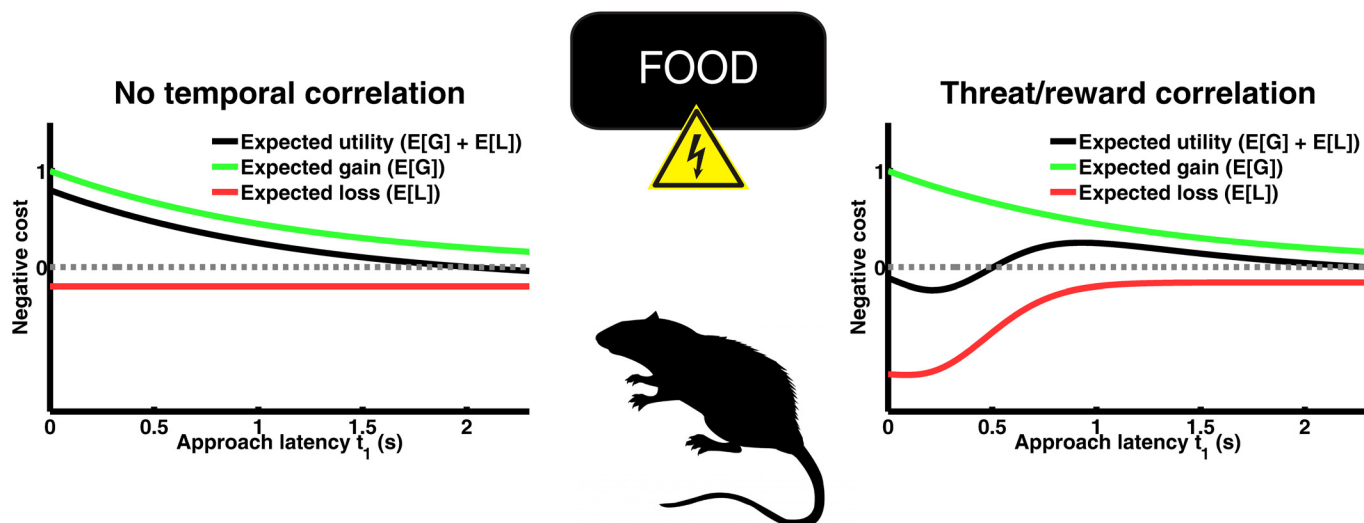 No temporal correlation
Expected utility (E[G] + E[L])
Expected gain (E[G])
Expected loss (E[L])
Negative cost
1
0
0
0.5
1
1.5
2
Approach latency t_1 (s)
FOOD
Threat/reward correlation
Expected utility (E[G] + E[L])
Expected gain (E[G])
Expected loss (E[L])
Negative cost
1
0
0
0.5
1
1.5
2
Approach latency t_1 (s)